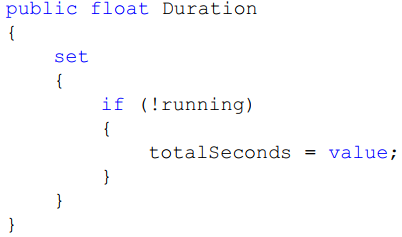 public float Duration
{
    set
    {
        if (!running)
        {
            totalSeconds = value;
        }
    }
}